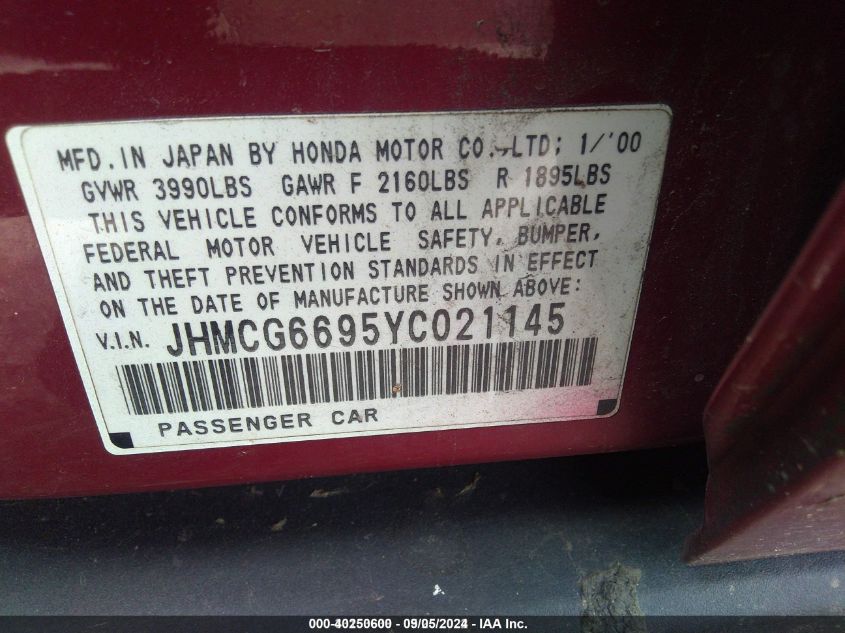 MFD. IN JAPAN BY HONDA MOTOR CO., LTD; 1/'00
GVWR 3990LBS GAWR F 2160LBS R 1895LBS
THIS VEHICLE CONFORMS TO ALL APPLICABLE
FEDERAL MOTOR VEHICLE SAFETY, BUMPER,
AND THEFT PREVENTION STANDARDS IN EFFECT
ON THE DATE OF MANUFACTURE SHOWN ABOVE:
V.I.N. JHMCG6695YC021145
PASSENGER CAR
000-40250600 - 09/05/2024 - IAA Inc.